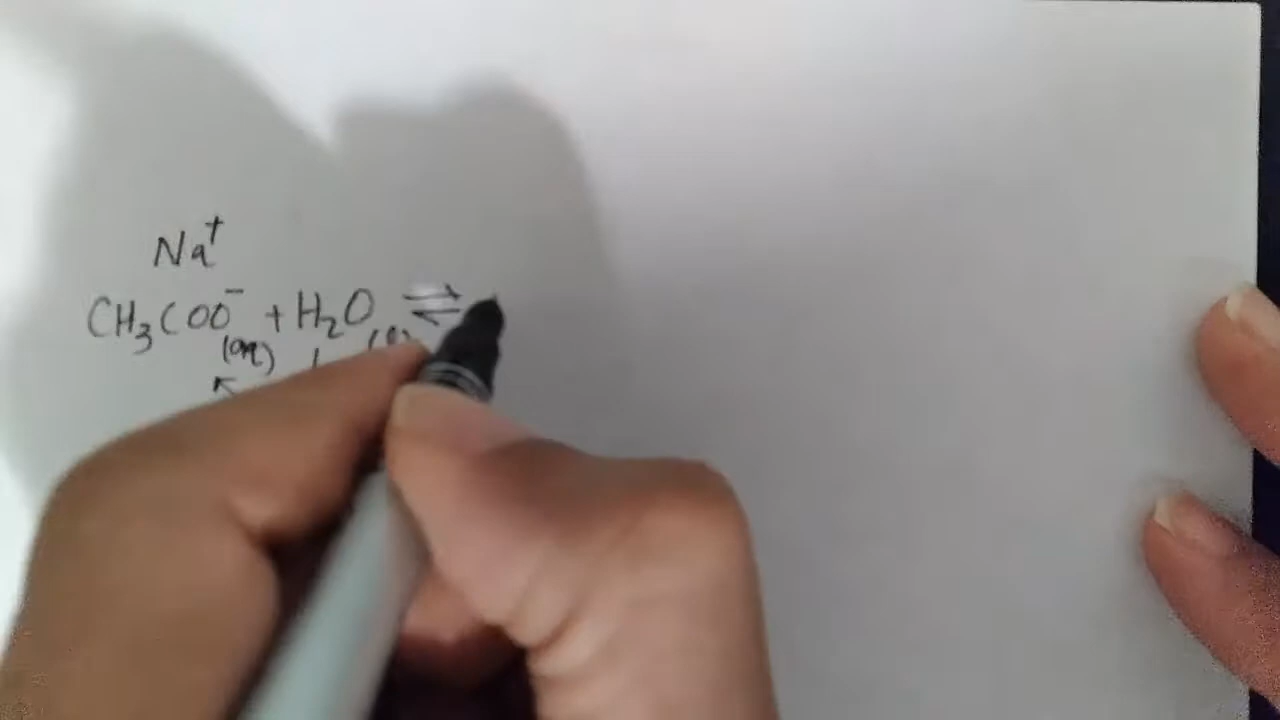 Na⁺
CH₃COO⁻ + H₂O ⇌
(aq) (l)